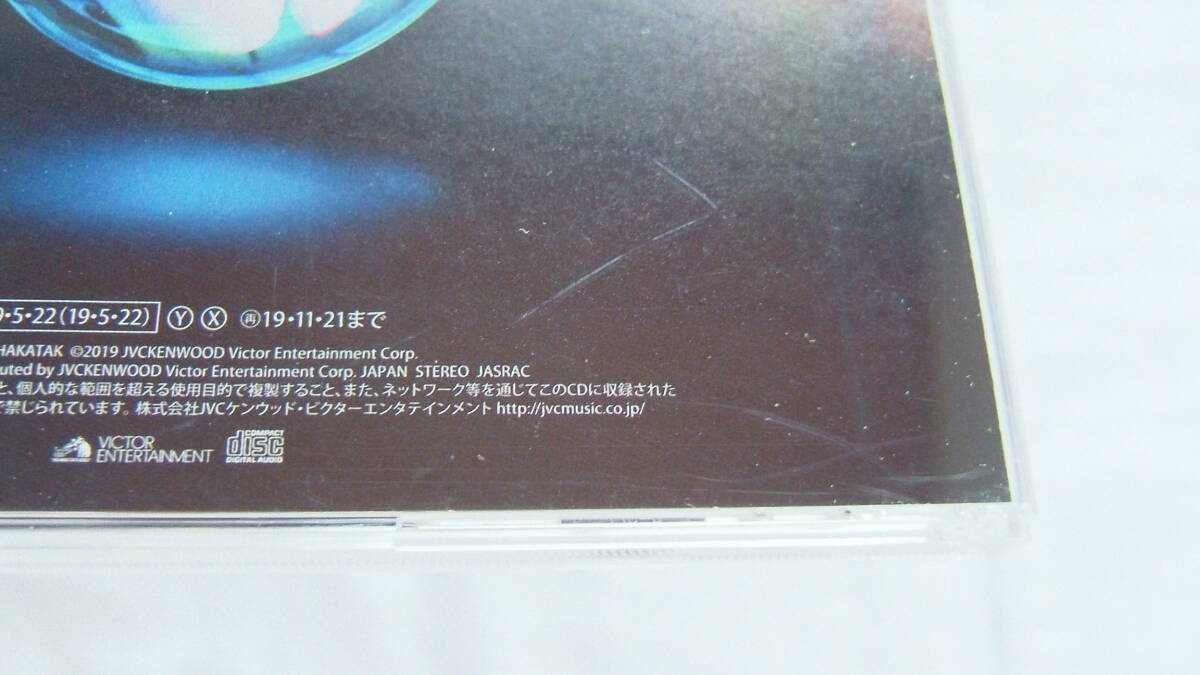 9・5・22(19・5・22) Ⓨ Ⓧ ㊞19・11・21まで
HAKATAK ©2019 JVCKENWOOD Victor Entertainment Corp.
uted by JVCKENWOOD Victor Entertainment Corp. JAPAN STEREO JASRAC
と、個人的な範囲を超える使用目的で複製すること、また、ネットワーク等を通じてこのCDに収録された
で禁じられています。株式会社JVCケンウッド・ビクターエンタテインメント http://jvcmusic.co.jp/
VICTOR
ENTERTAINMENT
COMPACT
disc
DIGITAL AUDIO